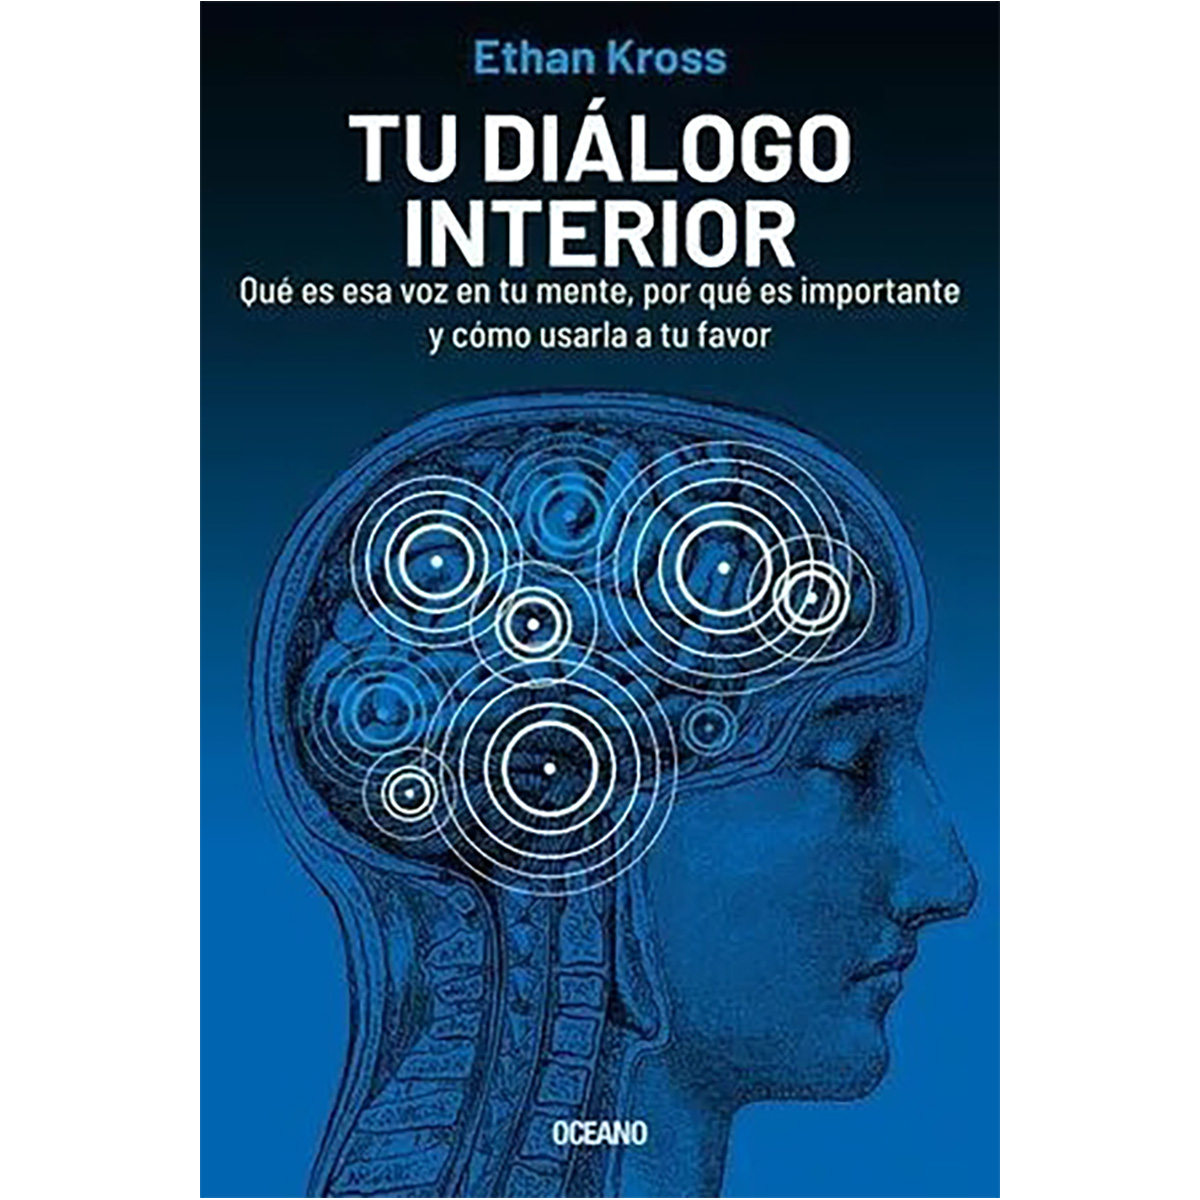 Ethan Kross
TU DIÁLOGO
INTERIOR
Qué es esa voz en tu mente, por qué es importante
y cómo usarla a tu favor
OCEANO